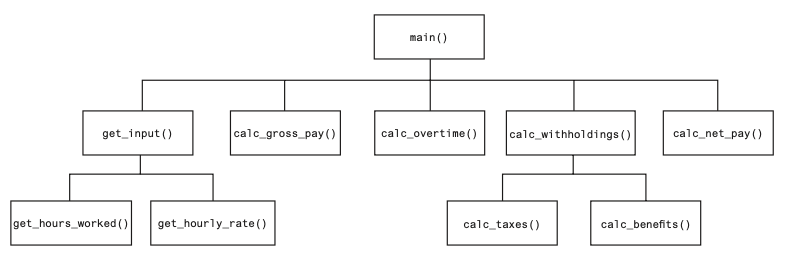 main()
get_input()
calc_gross_pay()
calc_overtime()
calc_withholdings()
calc_net_pay()
get_hours_worked()
get_hourly_rate()
calc_taxes()
calc_benefits()